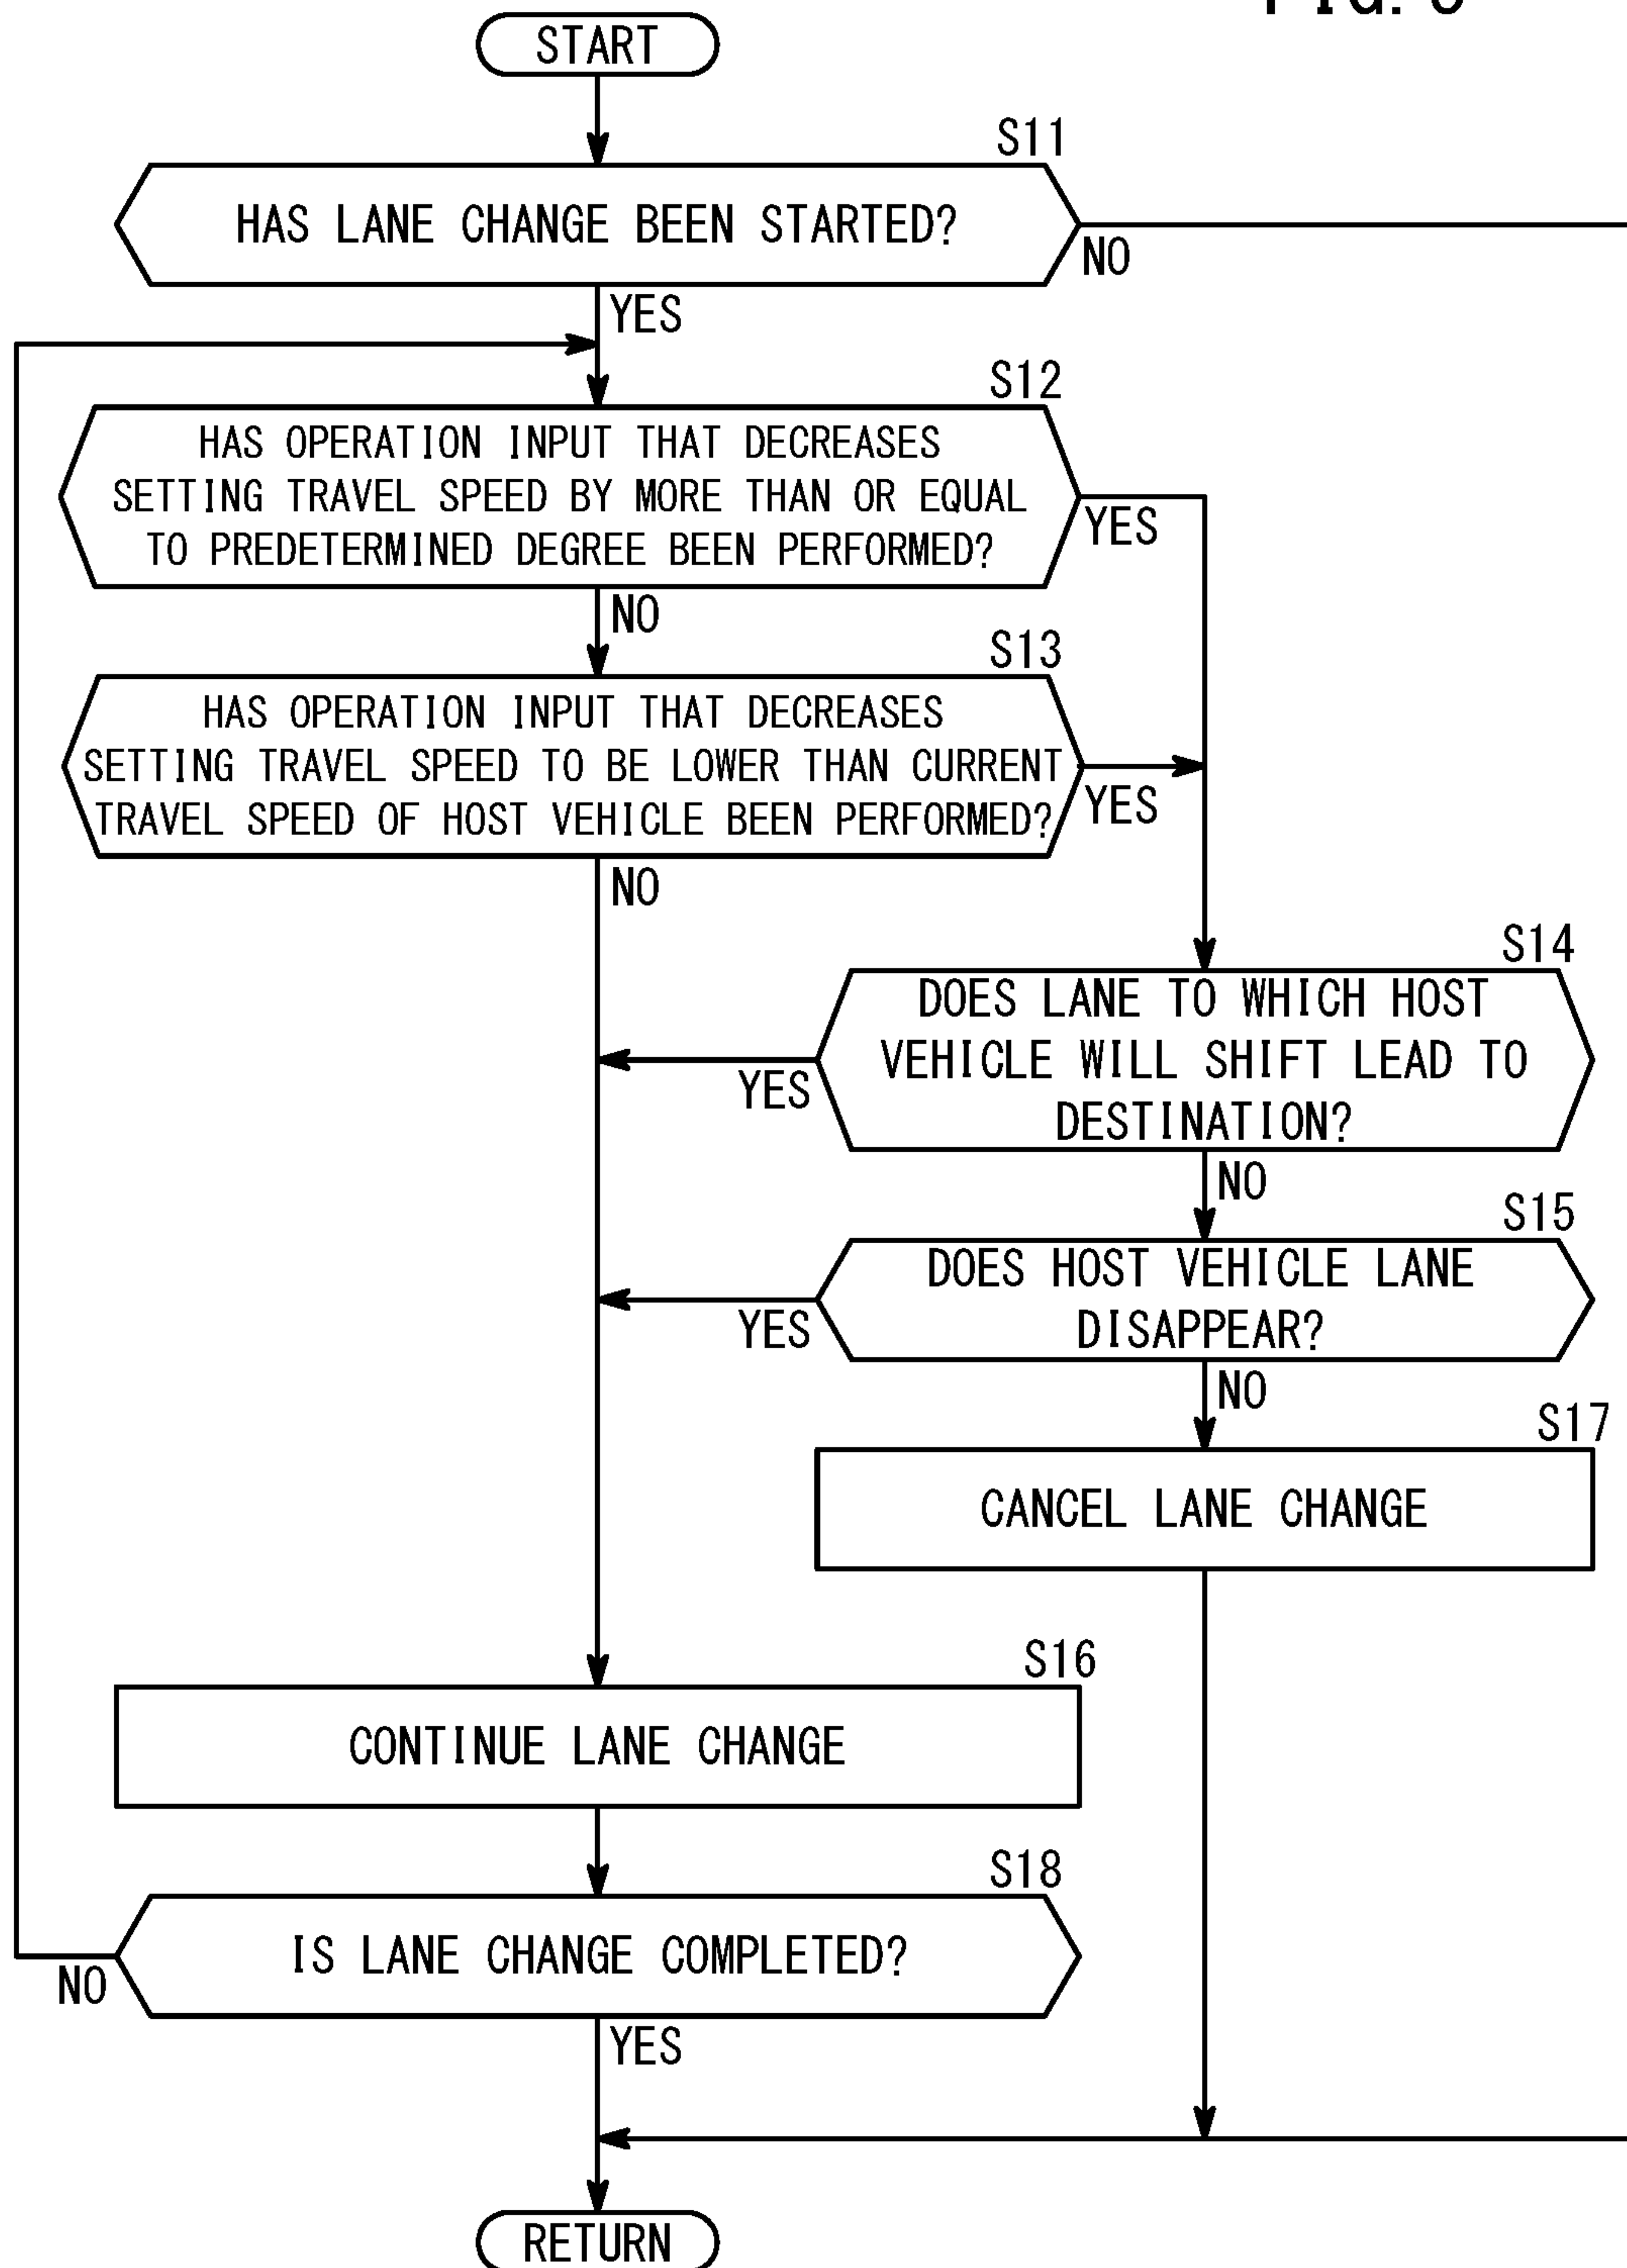 START
S11
HAS LANE CHANGE BEEN STARTED?
NO
YES
S12
HAS OPERATION INPUT THAT DECREASES
SETTING TRAVEL SPEED BY MORE THAN OR EQUAL
TO PREDETERMINED DEGREE BEEN PERFORMED?
YES
NO
S13
HAS OPERATION INPUT THAT DECREASES
SETTING TRAVEL SPEED TO BE LOWER THAN CURRENT
TRAVEL SPEED OF HOST VEHICLE BEEN PERFORMED?
YES
NO
S14
DOES LANE TO WHICH HOST
VEHICLE WILL SHIFT LEAD TO
DESTINATION?
YES
NO
S15
DOES HOST VEHICLE LANE
DISAPPEAR?
YES
NO
S17
CANCEL LANE CHANGE
S16
CONTINUE LANE CHANGE
S18
IS LANE CHANGE COMPLETED?
NO
YES
RETURN